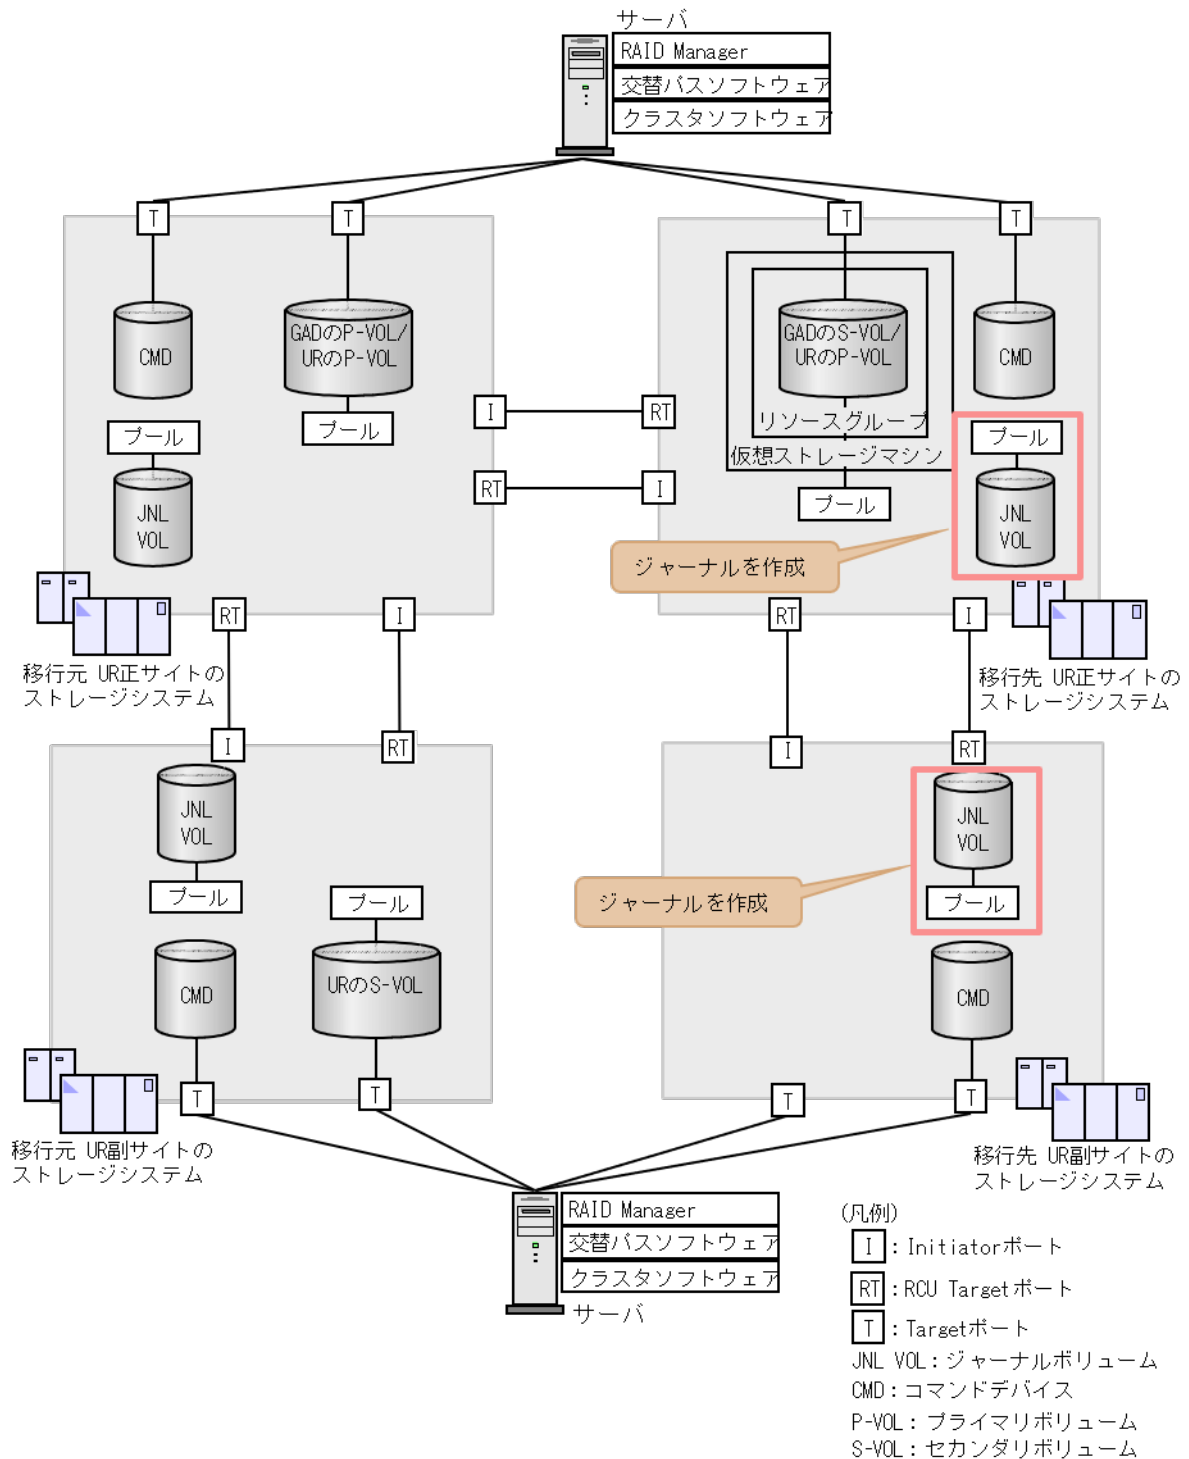 サーバ
RAID Manager
交替パスソフトウェア
クラスタソフトウェア
T
T
T
T
CMD
GADのP-VOL/
URのP-VOL
GADのS-VOL/
URのP-VOL
CMD
プール
プール
リソースグループ
仮想ストレージマシン
プール
プール
I
RT
RT
I
JNL
VOL
JNL
VOL
ジャーナルを作成
RT
I
RT
I
移行元 UR正サイトの
ストレージシステム
移行先 UR正サイトの
ストレージシステム
I
RT
I
RT
JNL
VOL
プール
プール
JNL
VOL
プール
ジャーナルを作成
CMD
URのS-VOL
CMD
T
T
T
T
移行元 UR副サイトの
ストレージシステム
移行先 UR副サイトの
ストレージシステム
RAID Manager
交替パスソフトウェア
クラスタソフトウェア
サーバ
(凡例)
I：Initiatorポート
RT：RCU Targetポート
T：Targetポート
JNL VOL：ジャーナルボリューム
CMD：コマンドデバイス
P-VOL：プライマリボリューム
S-VOL：セカンダリボリューム